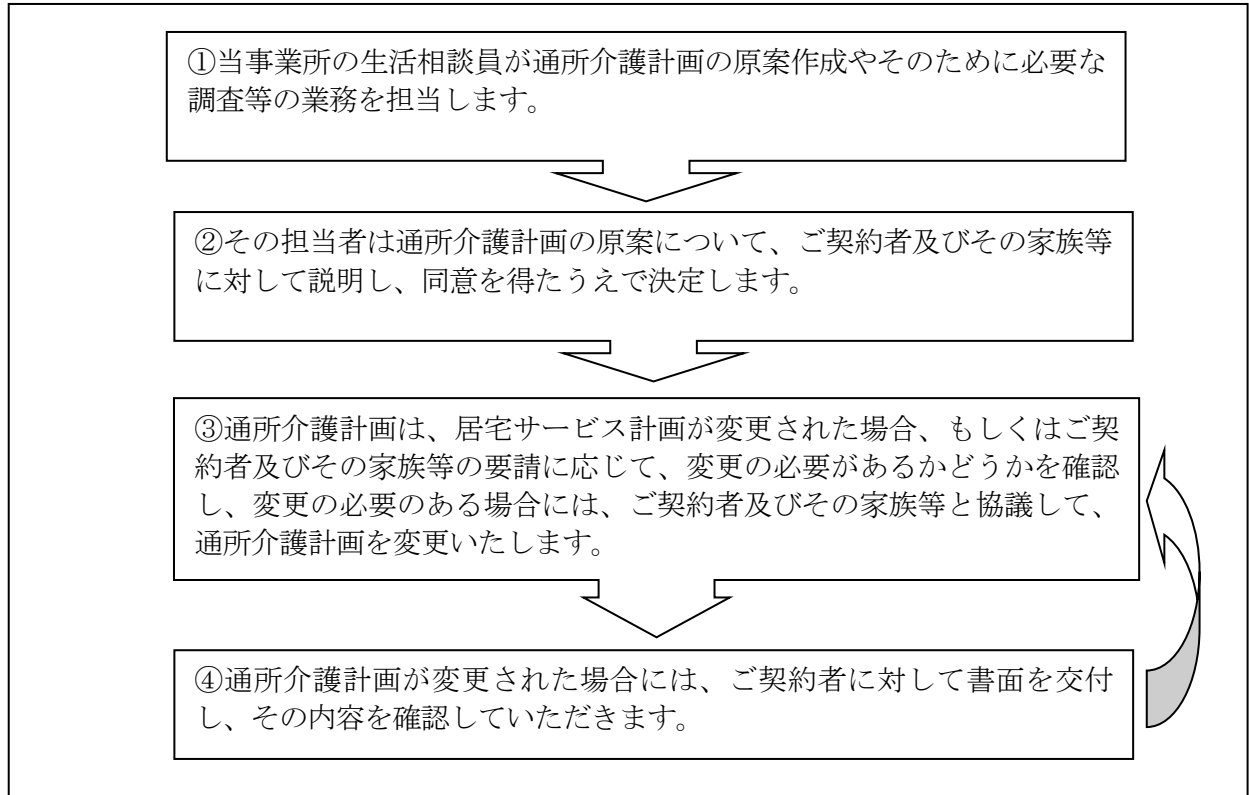 ①当事業所の生活相談員が通所介護計画の原案作成やそのために必要な
調査等の業務を担当します。
②その担当者は通所介護計画の原案について、ご契約者及びその家族等
に対して説明し、同意を得たうえで決定します。
③通所介護計画は、居宅サービス計画が変更された場合、もしくはご契
約者及びその家族等の要請に応じて、変更の必要があるかどうかを確認
し、変更の必要のある場合には、ご契約者及びその家族等と協議して、
通所介護計画を変更いたします。
④通所介護計画が変更された場合には、ご契約者に対して書面を交付
し、その内容を確認していただきます。